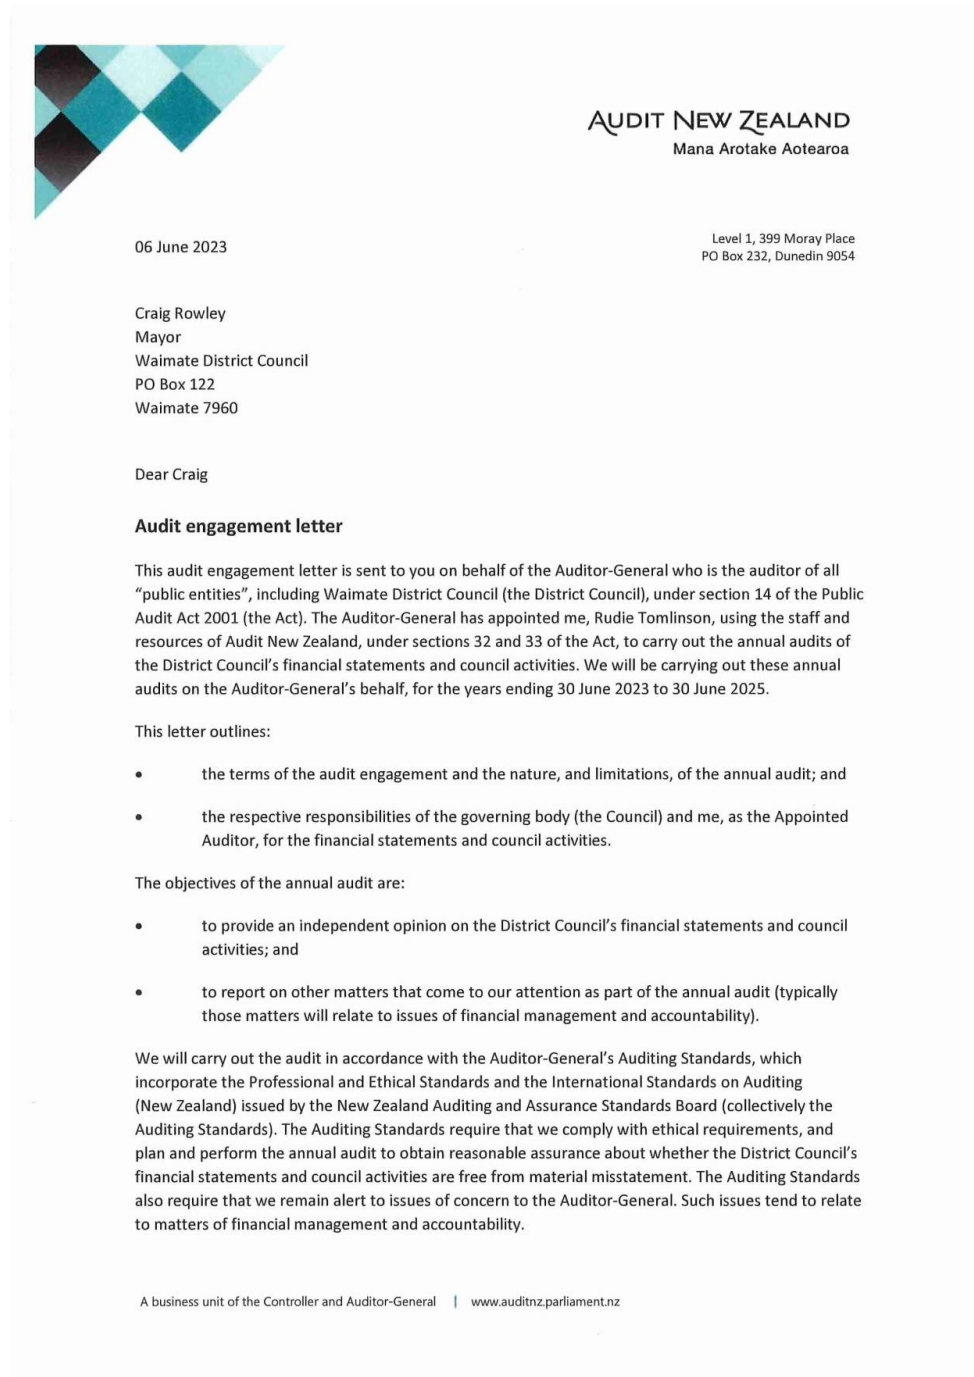 AUDIT NEW ZEALAND
Mana Arotake Aotearoa
Level 1, 399 Moray Place
PO Box 232, Dunedin 9054
06 June 2023
Craig Rowley
Mayor
Waimate District Council
PO Box 122
Waimate 7960
Dear Craig
Audit engagement letter
This audit engagement letter is sent to you on behalf of the Auditor-General who is the auditor of all
“public entities”, including Waimate District Council (the District Council), under section 14 of the Public
Audit Act 2001 (the Act). The Auditor-General has appointed me, Rudie Tomlinson, using the staff and
resources of Audit New Zealand, under sections 32 and 33 of the Act, to carry out the annual audits of
the District Council’s financial statements and council activities. We will be carrying out these annual
audits on the Auditor-General’s behalf, for the years ending 30 June 2023 to 30 June 2025.
This letter outlines:
• the terms of the audit engagement and the nature, and limitations, of the annual audit; and
• the respective responsibilities of the governing body (the Council) and me, as the Appointed
Auditor, for the financial statements and council activities.
The objectives of the annual audit are:
• to provide an independent opinion on the District Council’s financial statements and council
activities; and
• to report on other matters that come to our attention as part of the annual audit (typically
those matters will relate to issues of financial management and accountability).
We will carry out the audit in accordance with the Auditor-General’s Auditing Standards, which
incorporate the Professional and Ethical Standards and the International Standards on Auditing
(New Zealand) issued by the New Zealand Auditing and Assurance Standards Board (collectively the
Auditing Standards). The Auditing Standards require that we comply with ethical requirements, and
plan and perform the annual audit to obtain reasonable assurance about whether the District Council’s
financial statements and council activities are free from material misstatement. The Auditing Standards
also require that we remain alert to issues of concern to the Auditor-General. Such issues tend to relate
to matters of financial management and accountability.
A business unit of the Controller and Auditor-General | www.auditnz.parliament.nz